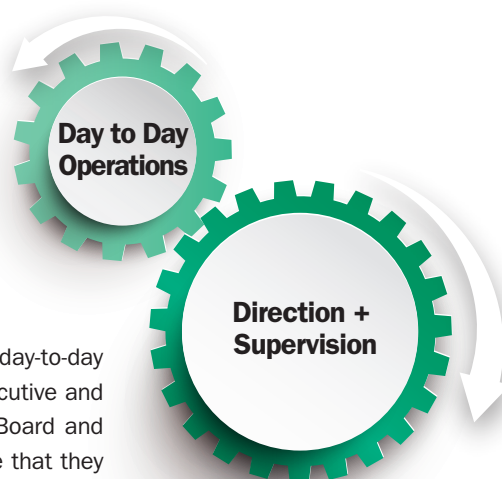 Day to Day
Operations
Direction +
Supervision
day-to-day
cutive and
Board and
e that they